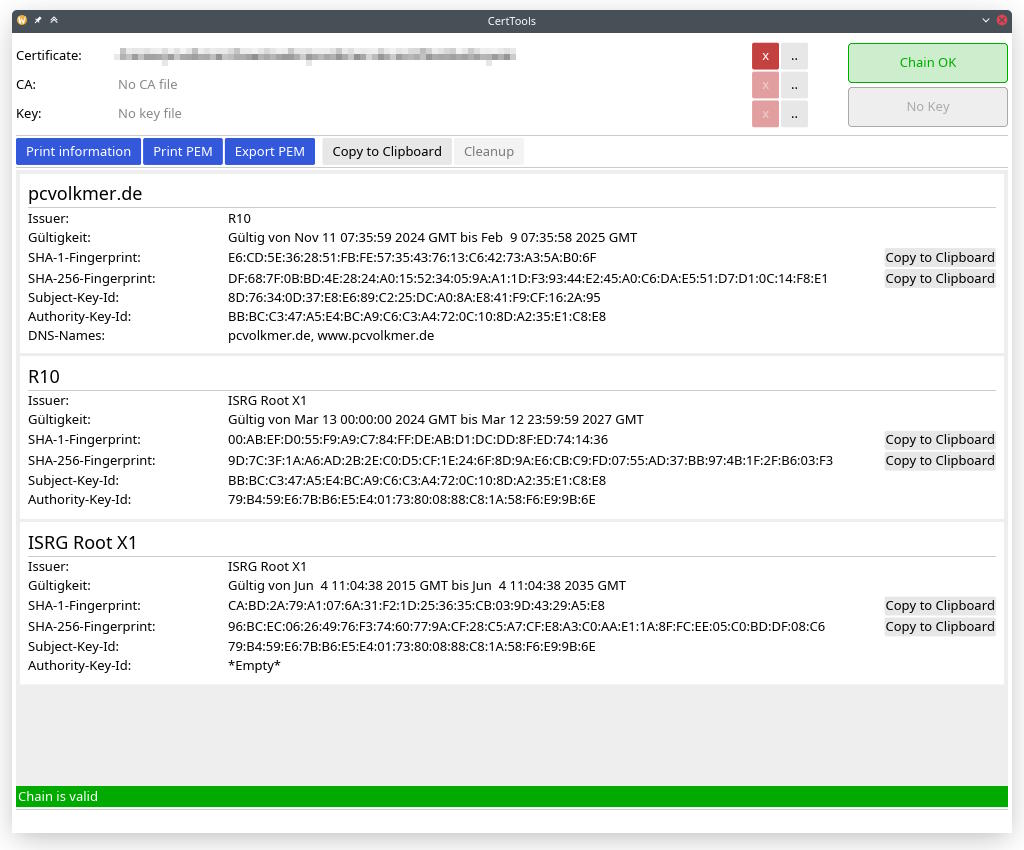 CertTools
Certificate: x ..
CA: No CA file x ..
Key: No key file x ..
Chain OK
No Key
Print information Print PEM Export PEM Copy to Clipboard Cleanup
pcvolkmer.de
Issuer: R10
Gültigkeit: Gültig von Nov 11 07:35:59 2024 GMT bis Feb  9 07:35:58 2025 GMT
SHA-1-Fingerprint: E6:CD:5E:36:28:51:FB:FE:57:35:43:76:13:C6:42:73:A3:5A:B0:6F Copy to Clipboard
SHA-256-Fingerprint: DF:68:7F:0B:BD:4E:28:24:A0:15:52:34:05:9A:A1:1D:F3:93:44:E2:45:A0:C6:DA:E5:51:D7:D1:0C:14:F8:E1 Copy to Clipboard
Subject-Key-Id: 8D:76:34:0D:37:E8:E6:89:C2:25:DC:A0:8A:E8:41:F9:CF:16:2A:95
Authority-Key-Id: BB:BC:C3:47:A5:E4:BC:A9:C6:C3:A4:72:0C:10:8D:A2:35:E1:C8:E8
DNS-Names: pcvolkmer.de, www.pcvolkmer.de
R10
Issuer: ISRG Root X1
Gültigkeit: Gültig von Mar 13 00:00:00 2024 GMT bis Mar 12 23:59:59 2027 GMT
SHA-1-Fingerprint: 00:AB:EF:D0:55:F9:A9:C7:84:FF:DE:AB:D1:DC:DD:8F:ED:74:14:36 Copy to Clipboard
SHA-256-Fingerprint: 9D:7C:3F:1A:A6:AD:2B:2E:C0:D5:CF:1E:24:6F:8D:9A:E6:CB:C9:FD:07:55:AD:37:BB:97:4B:1F:2F:B6:03:F3 Copy to Clipboard
Subject-Key-Id: BB:BC:C3:47:A5:E4:BC:A9:C6:C3:A4:72:0C:10:8D:A2:35:E1:C8:E8
Authority-Key-Id: 79:B4:59:E6:7B:B6:E5:E4:01:73:80:08:88:C8:1A:58:F6:E9:9B:6E
ISRG Root X1
Issuer: ISRG Root X1
Gültigkeit: Gültig von Jun  4 11:04:38 2015 GMT bis Jun  4 11:04:38 2035 GMT
SHA-1-Fingerprint: CA:BD:2A:79:A1:07:6A:31:F2:1D:25:36:35:CB:03:9D:43:29:A5:E8 Copy to Clipboard
SHA-256-Fingerprint: 96:BC:EC:06:26:49:76:F3:74:60:77:9A:CF:28:C5:A7:CF:E8:A3:C0:AA:E1:1A:8F:FC:EE:05:C0:BD:DF:08:C6 Copy to Clipboard
Subject-Key-Id: 79:B4:59:E6:7B:B6:E5:E4:01:73:80:08:88:C8:1A:58:F6:E9:9B:6E
Authority-Key-Id: *Empty*
Chain is valid